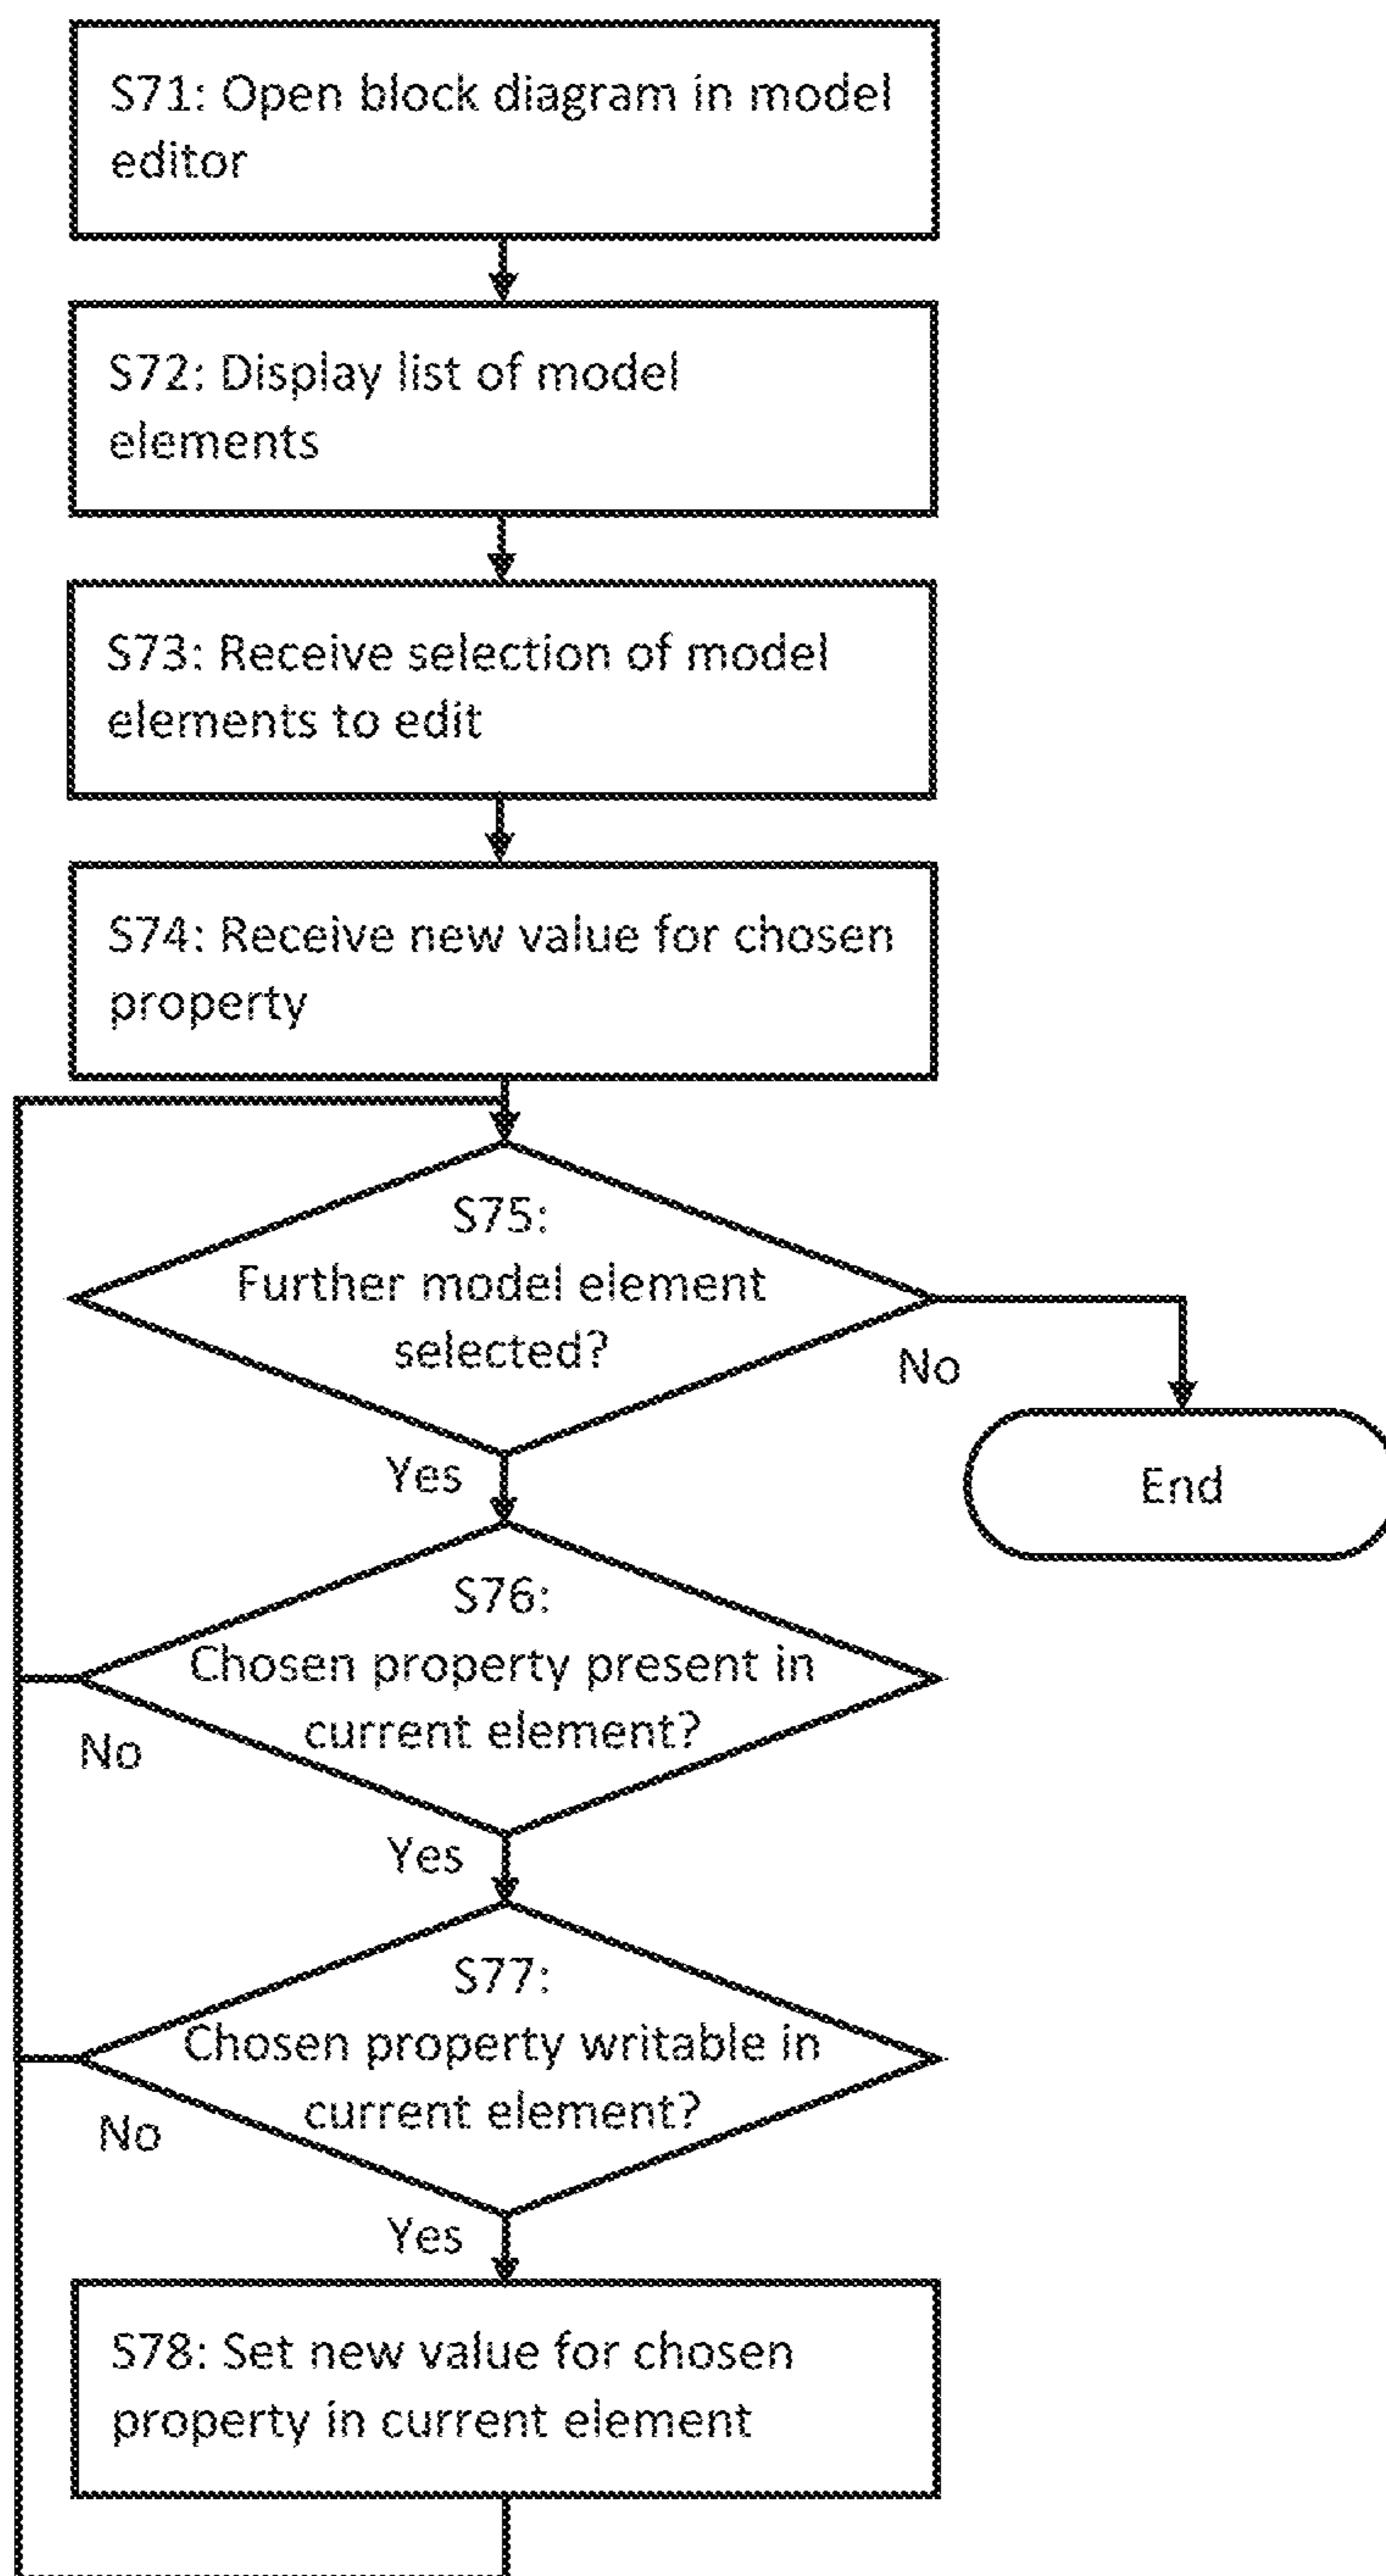 S71: Open block diagram in model
editor
S72: Display list of model
elements
S73: Receive selection of model
elements to edit
S74: Receive new value for chosen
property
S75:
Further model element
selected?
No
Yes
End
S76:
Chosen property present in
current element?
No
Yes
S77:
Chosen property writable in
current element?
No
Yes
S78: Set new value for chosen
property in current element